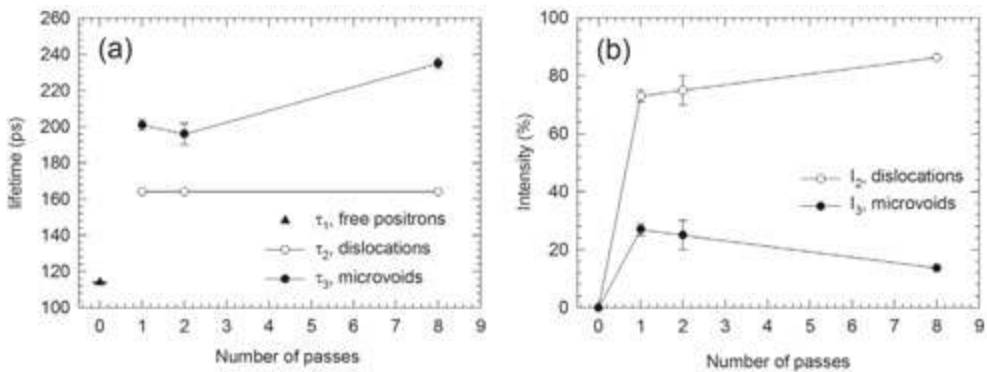 (a)
260
240
220
200
180
160
140
120
100
lifetime (ps)
τ1, free positrons
τ2, dislocations
τ3, microvoids
0 1 2 3 4 5 6 7 8 9
Number of passes
(b)
100
80
60
40
20
0
Intensity (%)
I2, dislocations
I3, microvoids
0 1 2 3 4 5 6 7 8 9
Number of passes